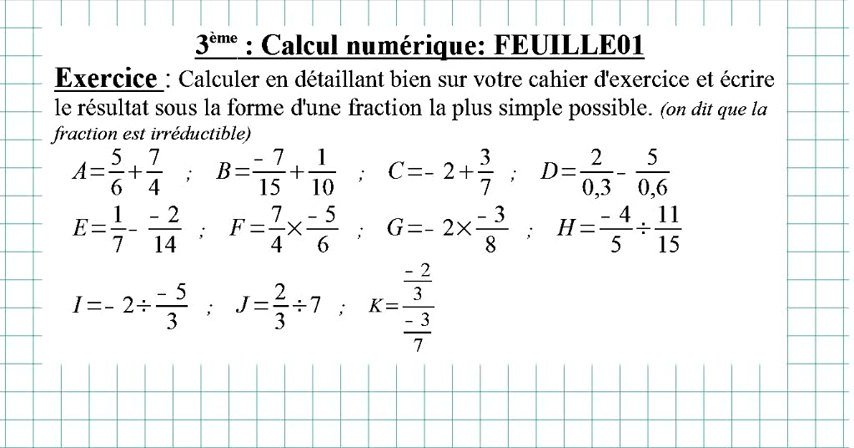 3ème : Calcul numérique: FEUILLE01
Exercice : Calculer en détaillant bien sur votre cahier d'exercice et écrire
le résultat sous la forme d'une fraction la plus simple possible. (on dit que la
fraction est irréductible)
A=5/6+7/4 ; B=-7/15+1/10 ; C=-2+3/7 ; D=2/0,3-5/0,6
E=1/7--2/14 ; F=7/4×-5/6 ; G=-2×-3/8 ; H=-4/5÷11/15
I=-2÷-5/3 ; J=2/3÷7 ; K=(-2/3)/(-3/7)